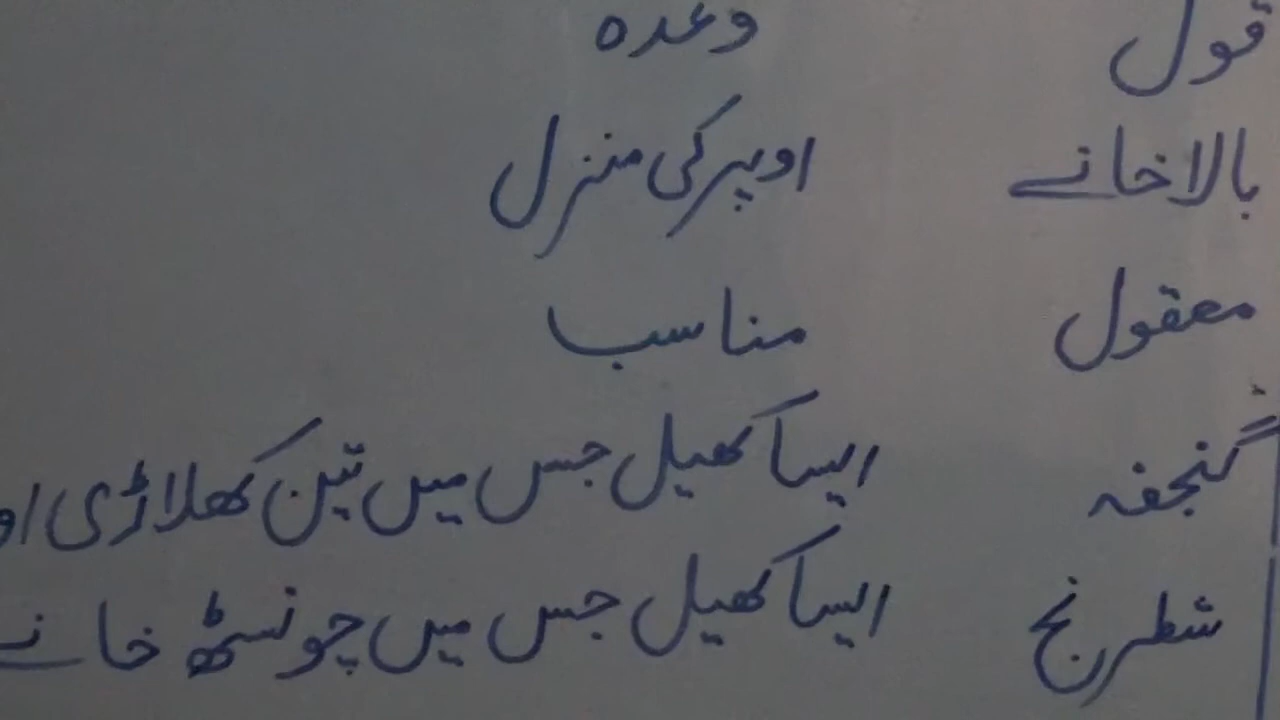 قول وعدہ
بالاخانے اوپر کی منزل
معقول مناسب
گنجفہ ایسا کھیل جس میں تین کھلاڑی
شطرنج ایسا کھیل جس میں چونسٹھ خانے